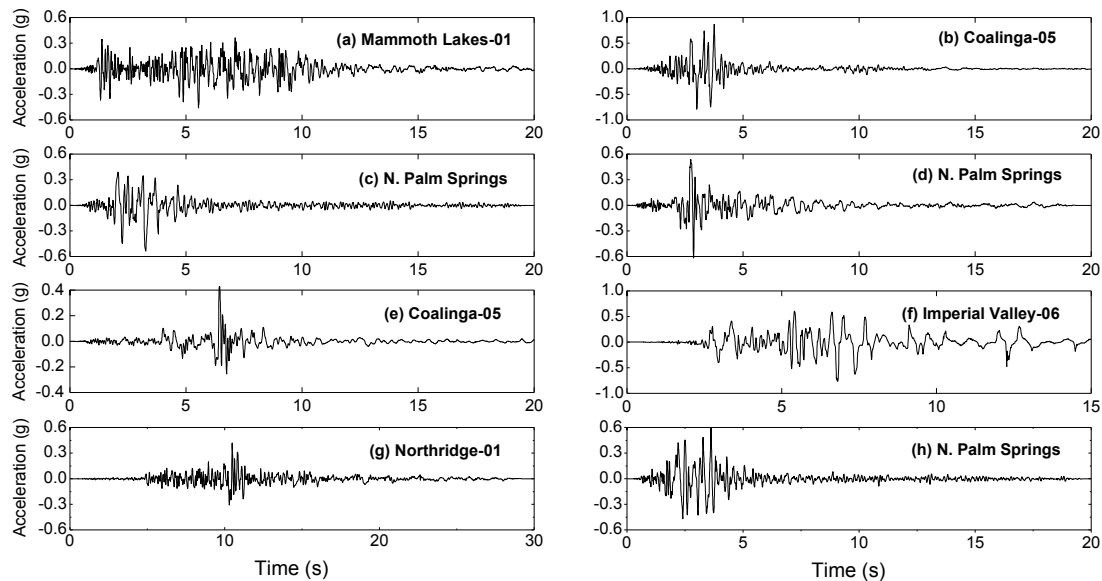 Acceleration (g)
0.6
0.3
0.0
-0.3
-0.6
(a) Mammoth Lakes-01
0 5 10 15 20
1.0
0.5
0.0
-0.5
-1.0
(b) Coalinga-05
0 5 10 15 20
Acceleration (g)
0.6
0.3
0.0
-0.3
-0.6
(c) N. Palm Springs
0 5 10 15 20
0.6
0.3
0.0
-0.3
-0.6
(d) N. Palm Springs
0 5 10 15 20
Acceleration (g)
0.4
0.2
0.0
-0.2
-0.4
(e) Coalinga-05
0 5 10 15 20
1.0
0.5
0.0
-0.5
-1.0
(f) Imperial Valley-06
0 5 10 15
Acceleration (g)
0.6
0.3
0.0
-0.3
-0.6
(g) Northridge-01
0 10 20 30
Time (s)
0.6
0.3
0.0
-0.3
-0.6
(h) N. Palm Springs
0 5 10 15 20
Time (s)